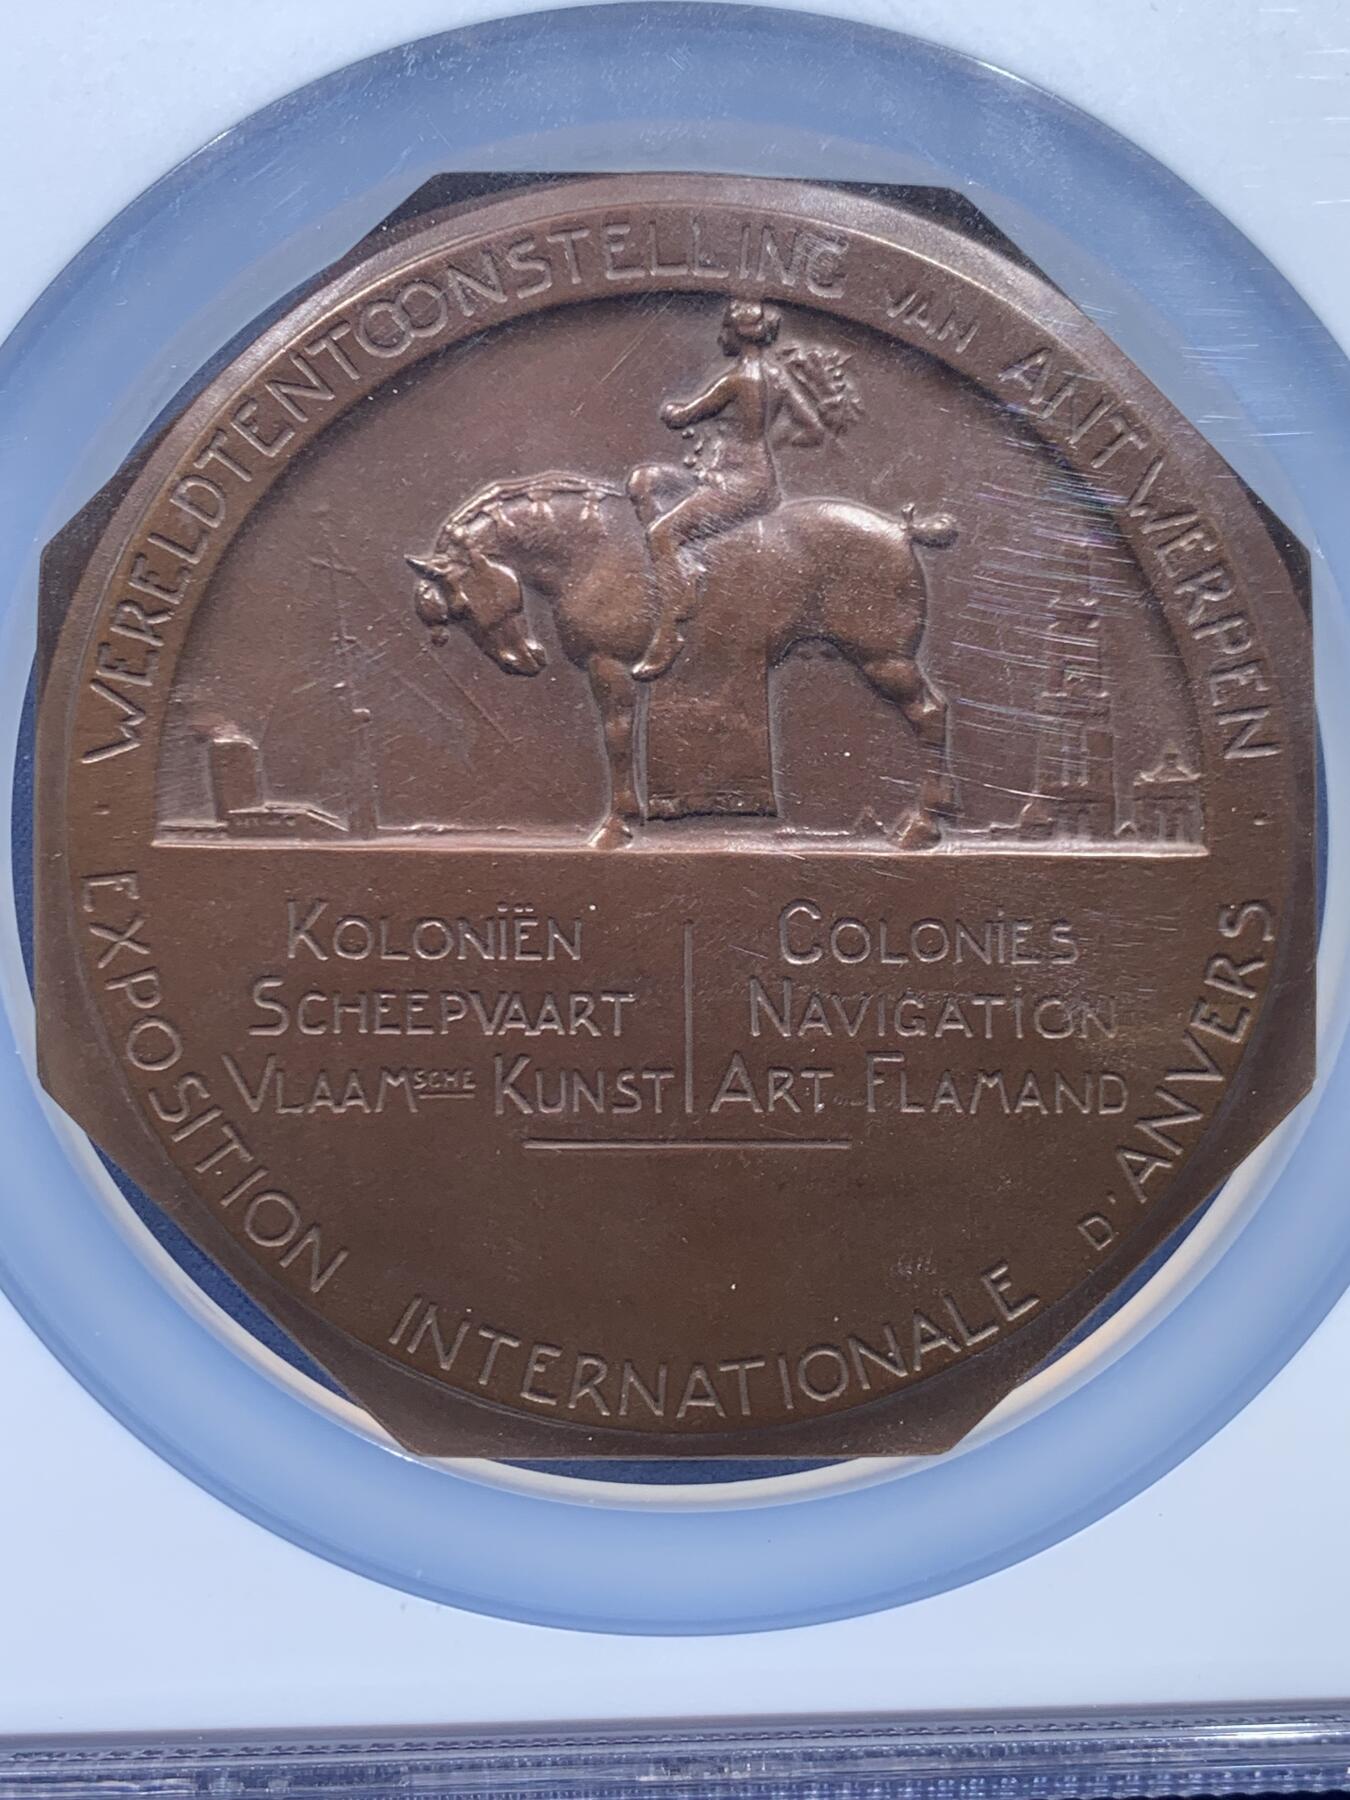 WERELDTENTOONSTELLING VAN ANTWERPEN
KOLONIËN
SCHEEPVAART
VLAAMSCHE KUNST
COLONIES
NAVIGATION
ART FLAMAND
EXPOSITION INTERNATIONALE D'ANVERS